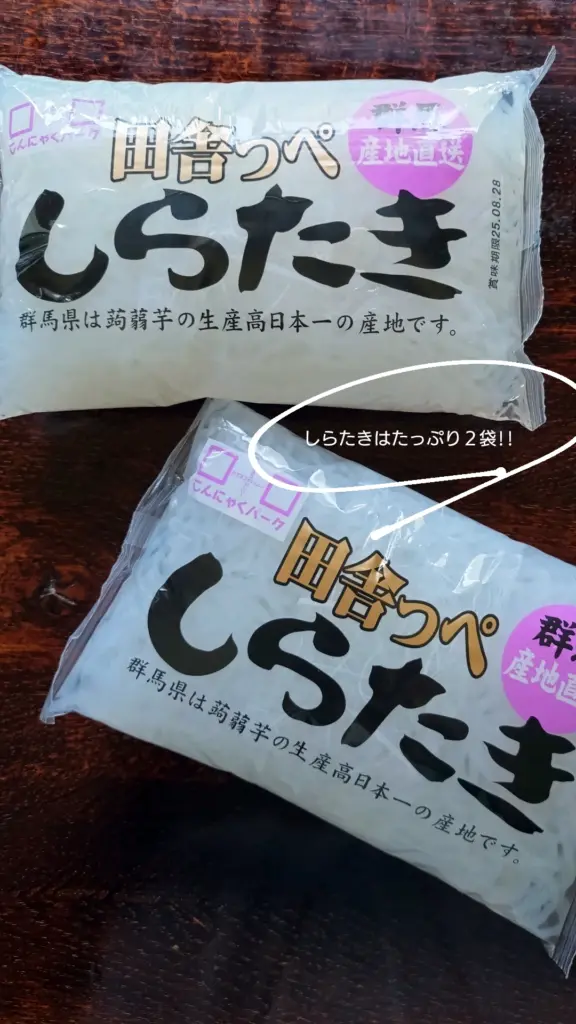 こんにゃくパーク
田舎っぺ
群馬
産地直送
しらたき
賞味期限25.08.28
群馬県は蒟蒻芋の生産高日本一の産地です。
しらたきはたっぷり2袋!!
こんにゃくパーク
田舎っぺ
群
産地直
しらたき
群馬県は蒟蒻芋の生産高日本一の産地です。